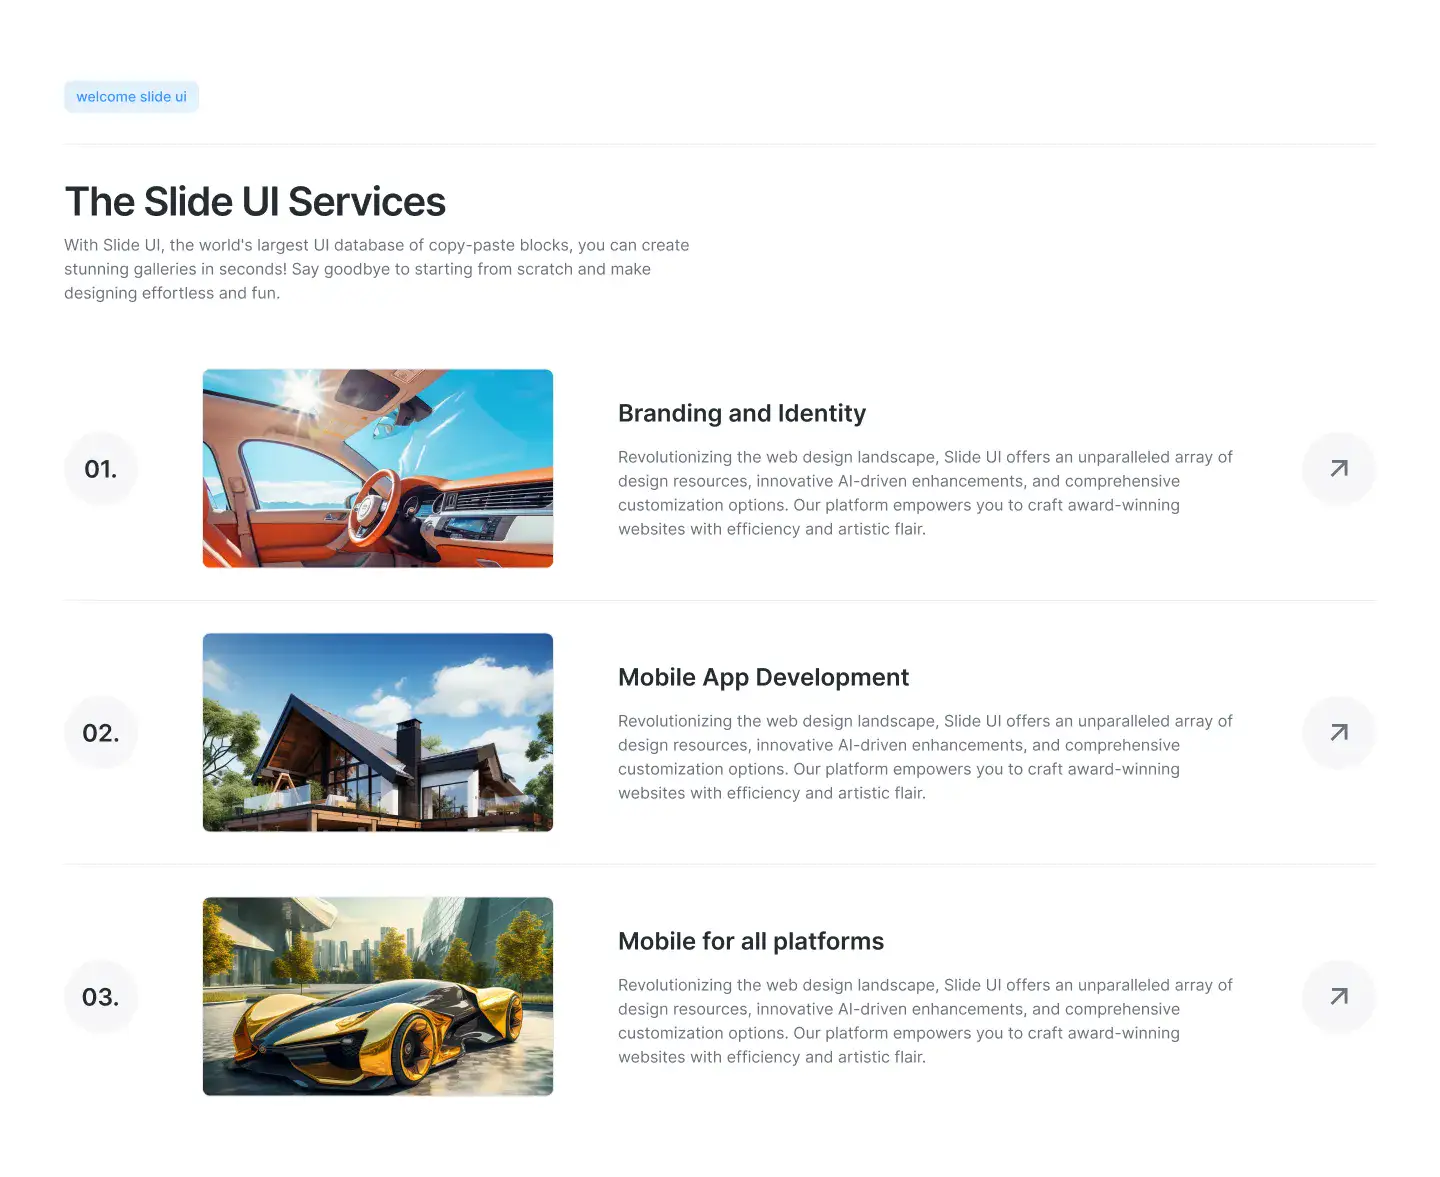 welcome slide ui
The Slide UI Services
With Slide UI, the world's largest UI database of copy-paste blocks, you can create
stunning galleries in seconds! Say goodbye to starting from scratch and make
designing effortless and fun.
01.
Branding and Identity
Revolutionizing the web design landscape, Slide UI offers an unparalleled array of
design resources, innovative AI-driven enhancements, and comprehensive
customization options. Our platform empowers you to craft award-winning
websites with efficiency and artistic flair.
02.
Mobile App Development
Revolutionizing the web design landscape, Slide UI offers an unparalleled array of
design resources, innovative AI-driven enhancements, and comprehensive
customization options. Our platform empowers you to craft award-winning
websites with efficiency and artistic flair.
03.
Mobile for all platforms
Revolutionizing the web design landscape, Slide UI offers an unparalleled array of
design resources, innovative AI-driven enhancements, and comprehensive
customization options. Our platform empowers you to craft award-winning
websites with efficiency and artistic flair.